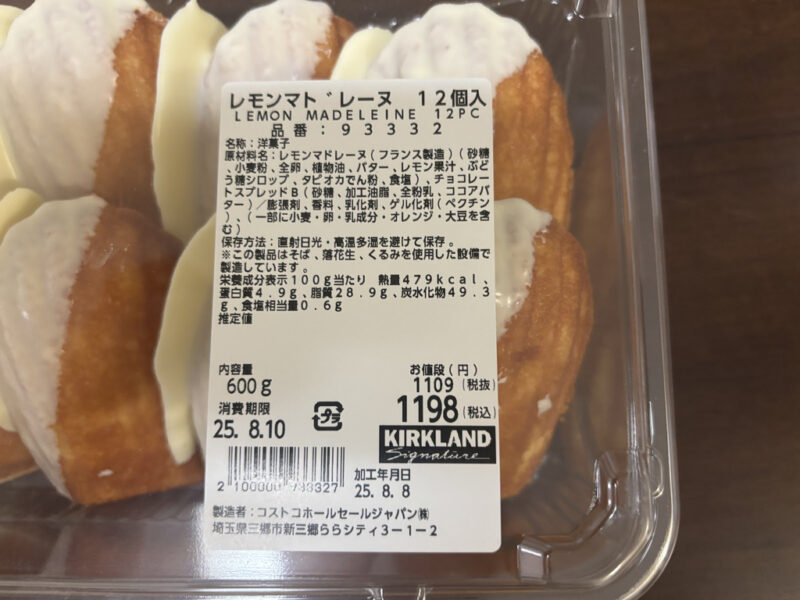 レモンマドレーヌ 12個入
LEMON MADELEINE 12PC
品番:93332
名称:洋菓子
原材料名:レモンマドレーヌ(フランス製造)(砂糖
、小麦粉、全卵、植物油、バター、レモン果汁、ぶど
う糖シロップ、タピオカでん粉、食塩)、チョコレー
トスプレッドB(砂糖、加工油脂、全粉乳、ココアバ
ター)/膨張剤、香料、乳化剤、ゲル化剤(ペクチン
)、(一部に小麦・卵・乳成分・オレンジ・大豆を含
む)
保存方法:直射日光・高温多湿を避けて保存。
※この製品はそば、落花生、くるみを使用した設備で
製造しています。
栄養成分表示100g当たり 熱量479kcal、
蛋白質4.9g、脂質28.9g、炭水化物49.3
g、食塩相当量0.6g
推定値
内容量 お値段(円)
600g 1109(税抜)
消費期限 1198(税込)
25.8.10 プラ
KIRKLAND
Signature
加工年月日
25.8.8
製造者:コストコホールセールジャパン㈱
埼玉県三郷市新三郷ららシティ3-1-2